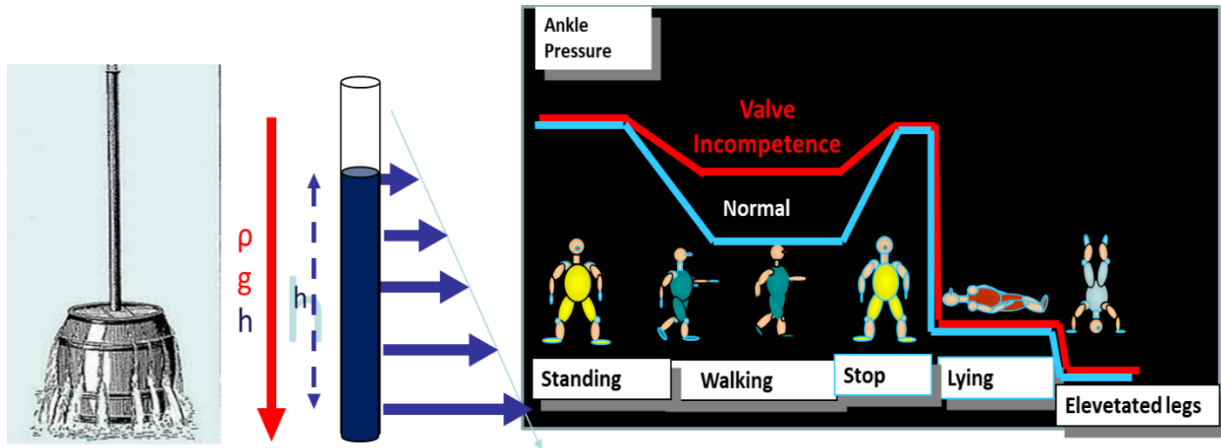 ρ
g
h
h
Ankle
Pressure
Valve
Incompetence
Normal
Standing
Walking
Stop
Lying
Elevetated legs